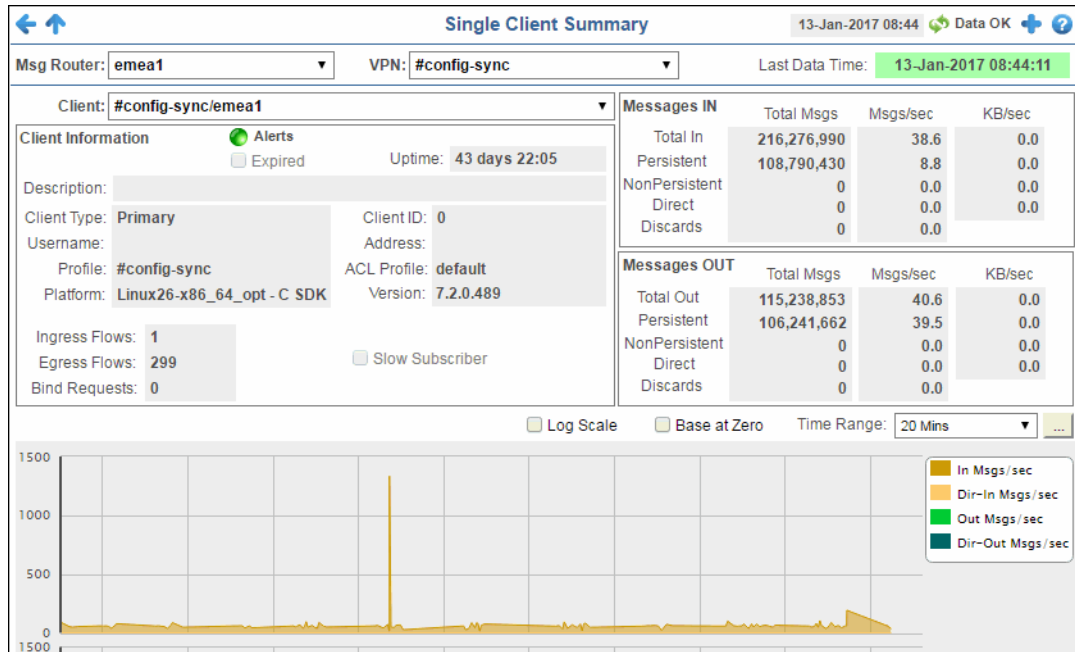 Single Client Summary
13-Jan-2017 08:44 Data OK
Msg Router: emea1 VPN: #config-sync Last Data Time: 13-Jan-2017 08:44:11
Client: #config-sync/emea1
Client Information Alerts
Expired Uptime: 43 days 22:05
Description:
Client Type: Primary Client ID: 0
Username: Address:
Profile: #config-sync ACL Profile: default
Platform: Linux26-x86_64_opt - C SDK Version: 7.2.0.489
Ingress Flows: 1
Egress Flows: 299 Slow Subscriber
Bind Requests: 0
Messages IN Total Msgs Msgs/sec KB/sec
Total In 216,276,990 38.6 0.0
Persistent 108,790,430 8.8 0.0
NonPersistent 0 0.0 0.0
Direct 0 0.0 0.0
Discards 0 0.0
Messages OUT Total Msgs Msgs/sec KB/sec
Total Out 115,238,853 40.6 0.0
Persistent 106,241,662 39.5 0.0
NonPersistent 0 0.0 0.0
Direct 0 0.0 0.0
Discards 0 0.0
Log Scale Base at Zero Time Range: 20 Mins ...
1500
1000
500
0
1500
In Msgs/sec
Dir-In Msgs/sec
Out Msgs/sec
Dir-Out Msgs/sec